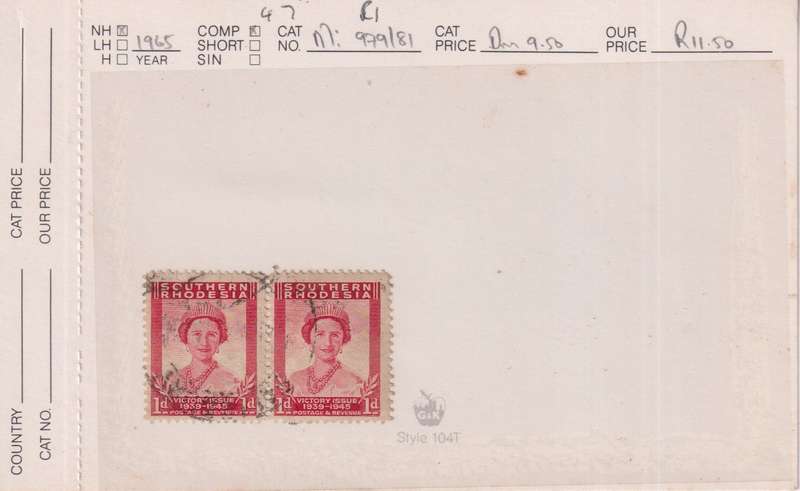 47 R1
NH ☒ COMP ☒ CAT CAT OUR
LH ☐ 1965 SHORT ☐ NO. Mi 979/81 PRICE Dm 9.50 PRICE R11.50
H ☐ YEAR SIN ☐
CAT PRICE
OUR PRICE
COUNTRY
CAT NO.
SOUTHERN
RHODESIA
VICTORY ISSUE
1939-1945
1d POSTAGE & REVENUE 1d
SOUTHERN
RHODESIA
VICTORY ISSUE
1939-1945
1d POSTAGE & REVENUE 1d
G&K
Style 104T